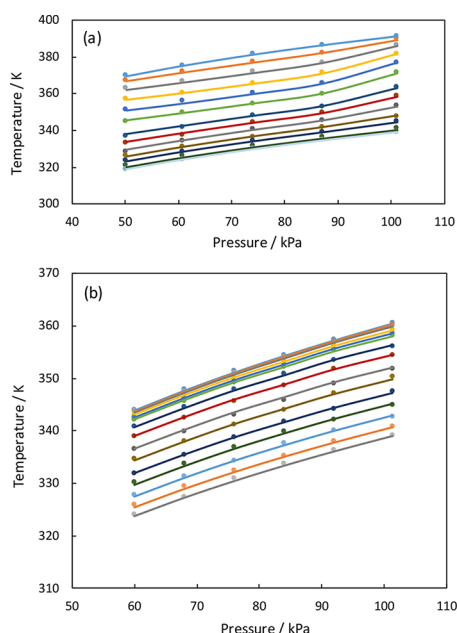 (a)
400
380
360
340
320
300
Temperature / K
40 50 60 70 80 90 100 110
Pressure / kPa
(b)
370
360
350
340
330
320
310
Temperature / K
50 60 70 80 90 100 110
Pressure / kPa